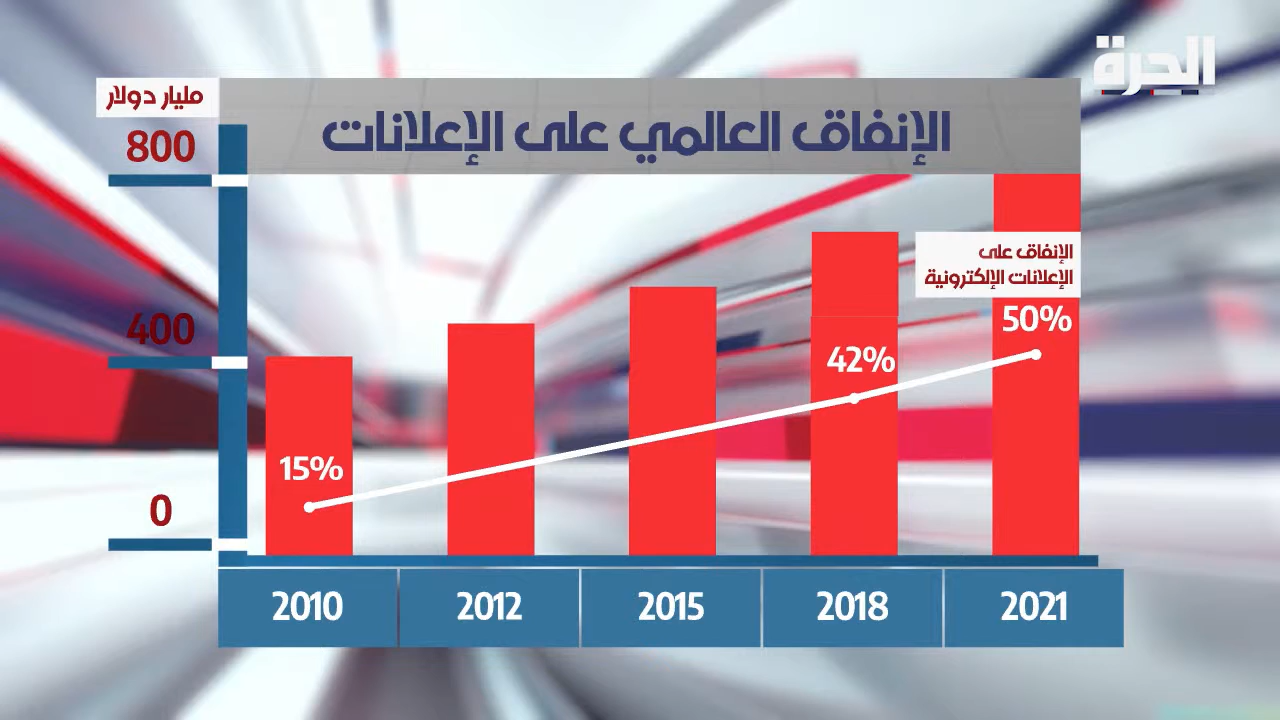 الحرة
مليار دولار
الإنفاق العالمي على الإعلانات
800
400
0
الإنفاق على
الإعلانات الإلكترونية
15%
42%
50%
2010
2012
2015
2018
2021